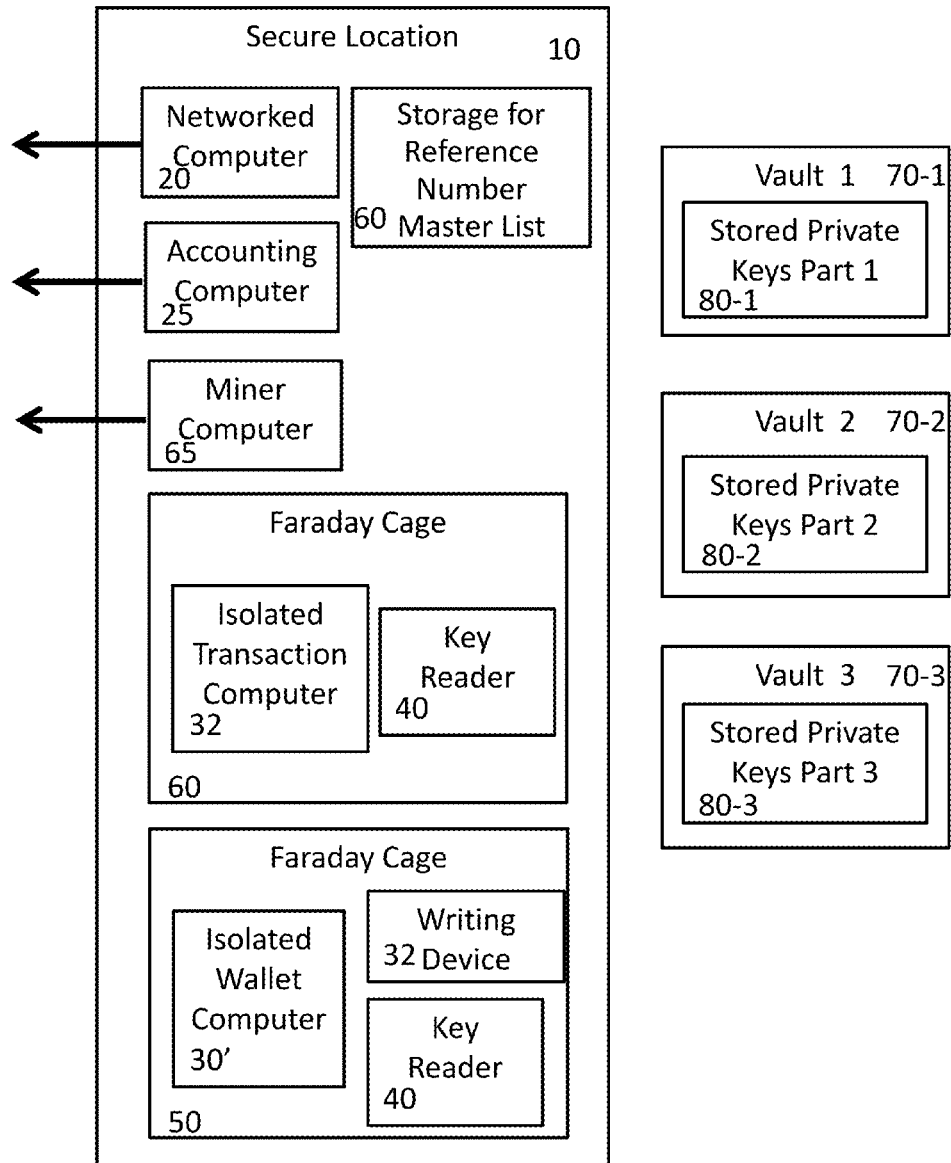 Secure Location
10
Networked
Computer
20
Storage for
Reference
Number
60 Master List
Accounting
Computer
25
Miner
Computer
65
Faraday Cage
Isolated
Transaction
Computer
32
Key
Reader
40
60
Faraday Cage
Isolated
Wallet
Computer
30'
Writing
32 Device
Key
Reader
40
50
Vault 1 70-1
Stored Private
Keys Part 1
80-1
Vault 2 70-2
Stored Private
Keys Part 2
80-2
Vault 3 70-3
Stored Private
Keys Part 3
80-3